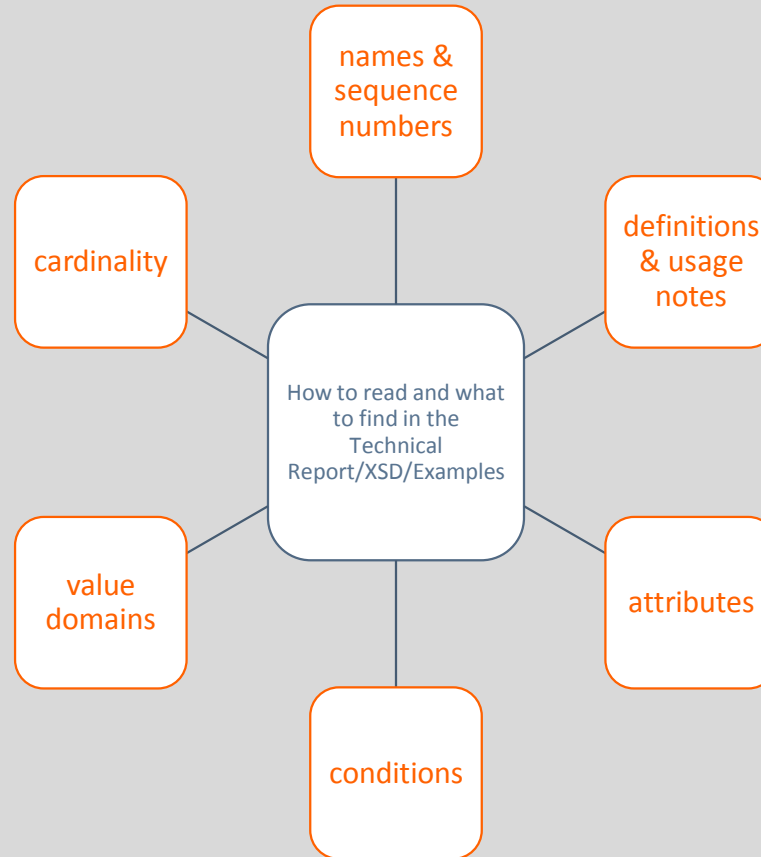 names &
sequence
numbers
cardinality
definitions
& usage
notes
How to read and what
to find in the
Technical
Report/XSD/Examples
value
domains
attributes
conditions